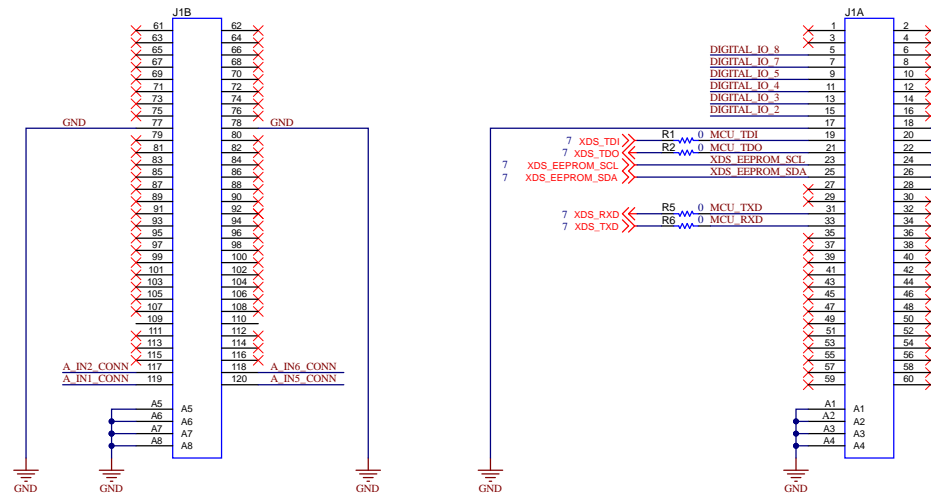 J1B
61 62
63 64
65 66
67 68
69 70
71 72
73 74
75 76
GND 77 78 GND
79 80
81 82
83 84
85 86
87 88
89 90
91 92
93 94
95 96
97 98
99 100
101 102
103 104
105 106
107 108
109 110
111 112
113 114
115 116
A_IN2_CONN 117 118 A_IN6_CONN
A_IN1_CONN 119 120 A_IN5_CONN
A5 A5
A6 A6
A7 A7
A8 A8
GND GND GND
J1A
1 2
3 4
DIGITAL_IO_8 5 6
DIGITAL_IO_7 7 8
DIGITAL_IO_5 9 10
DIGITAL_IO_4 11 12
DIGITAL_IO_3 13 14
DIGITAL_IO_2 15 16
17 18
7 XDS_TDI R1 0 MCU_TDI 19 20
7 XDS_TDO R2 0 MCU_TDO 21 22
7 XDS_EEPROM_SCL XDS_EEPROM_SCL 23 24
7 XDS_EEPROM_SDA XDS_EEPROM_SDA 25 26
27 28
29 30
7 XDS_RXD R5 0 MCU_TXD 31 32
7 XDS_TXD R6 0 MCU_RXD 33 34
35 36
37 38
39 40
41 42
43 44
45 46
47 48
49 50
51 52
53 54
55 56
57 58
59 60
A1 A1
A2 A2
A3 A3
A4 A4
GND GND